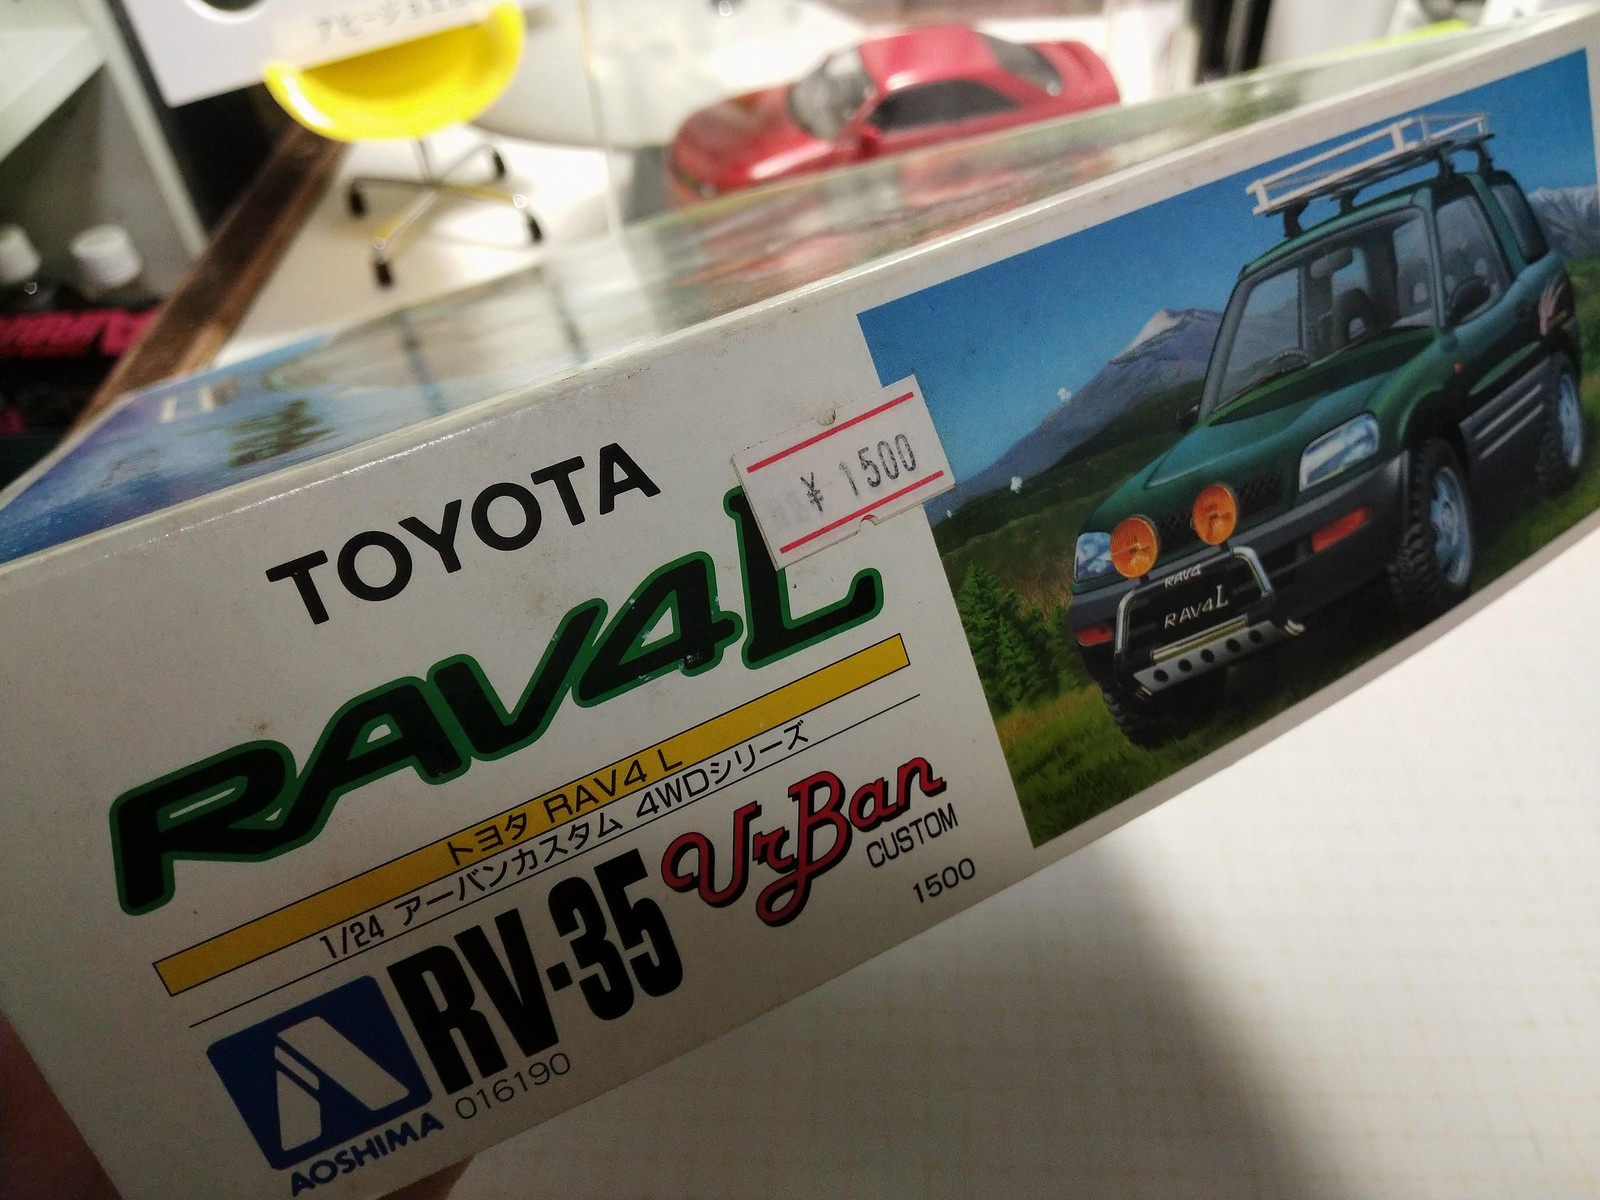 ¥ 1500
TOYOTA
RAV4L
トヨタ RAV4 L
1/24 アーバンカスタム 4WDシリーズ
RV-35
UrBan
CUSTOM
1500
AOSHIMA
016190
RAV4
RAV4L